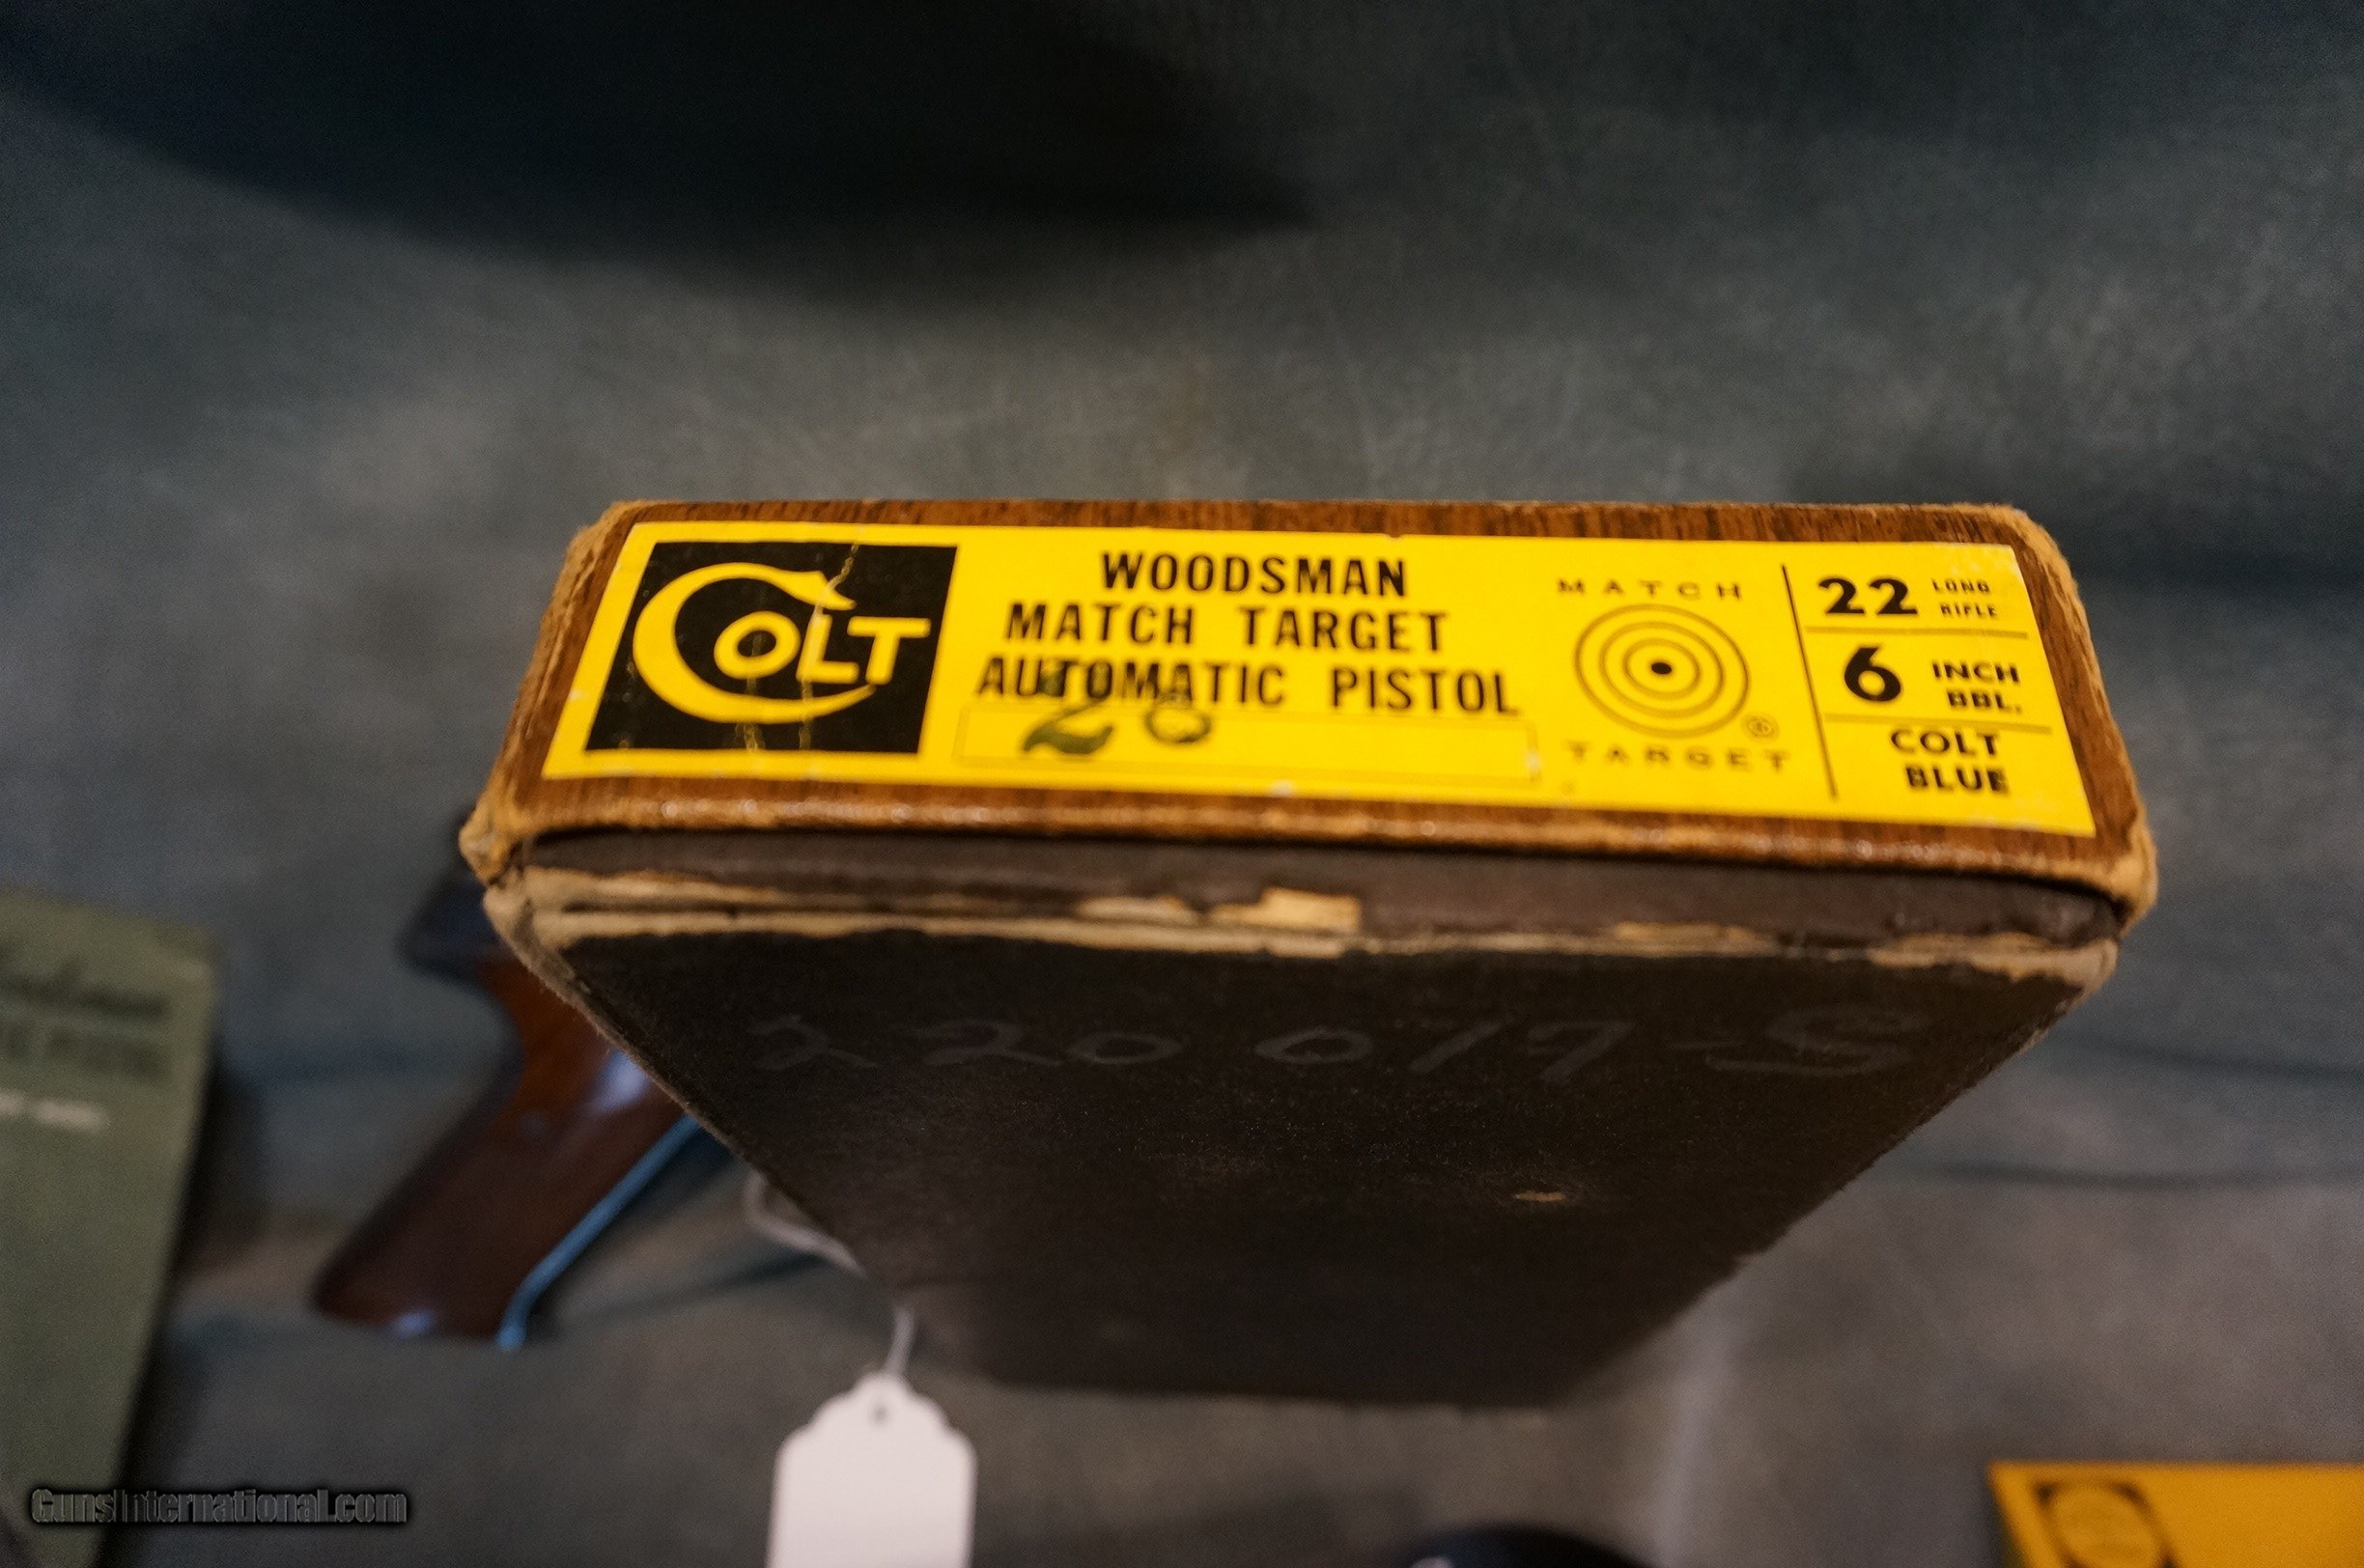 COLT
WOODSMAN
MATCH TARGET
AUTOMATIC PISTOL
20
MATCH
®
TARGET
22 LONG RIFLE
6 INCH BBL.
COLT
BLUE
220017-S
GunsInternational.com